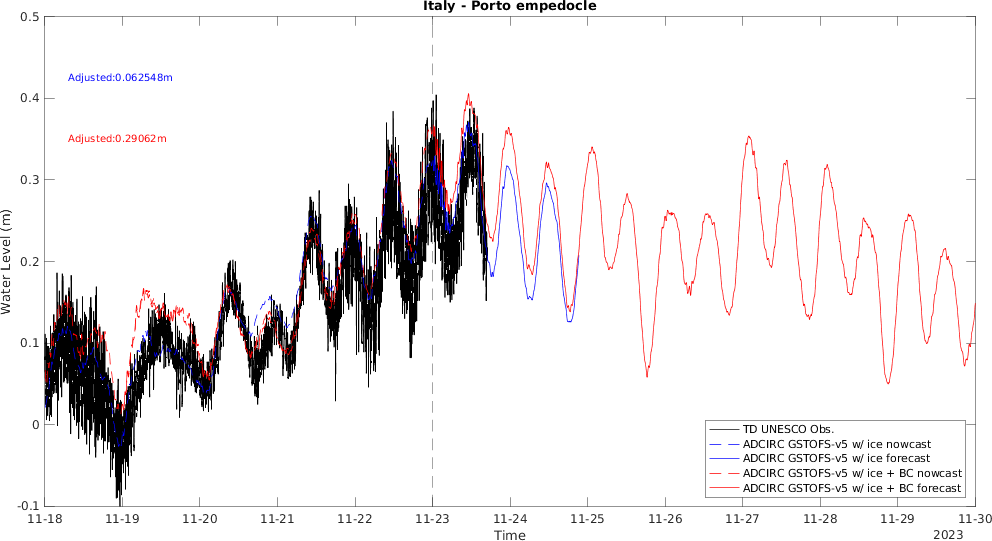 Italy - Porto empedocle
0.5
0.4
0.3
0.2
0.1
0
-0.1
Water Level (m)
Adjusted:0.062548m
Adjusted:0.29062m
TD UNESCO Obs.
ADCIRC GSTOFS-v5 w/ ice nowcast
ADCIRC GSTOFS-v5 w/ ice forecast
ADCIRC GSTOFS-v5 w/ ice + BC nowcast
ADCIRC GSTOFS-v5 w/ ice + BC forecast
11-18 11-19 11-20 11-21 11-22 11-23 11-24 11-25 11-26 11-27 11-28 11-29 11-30
Time
2023